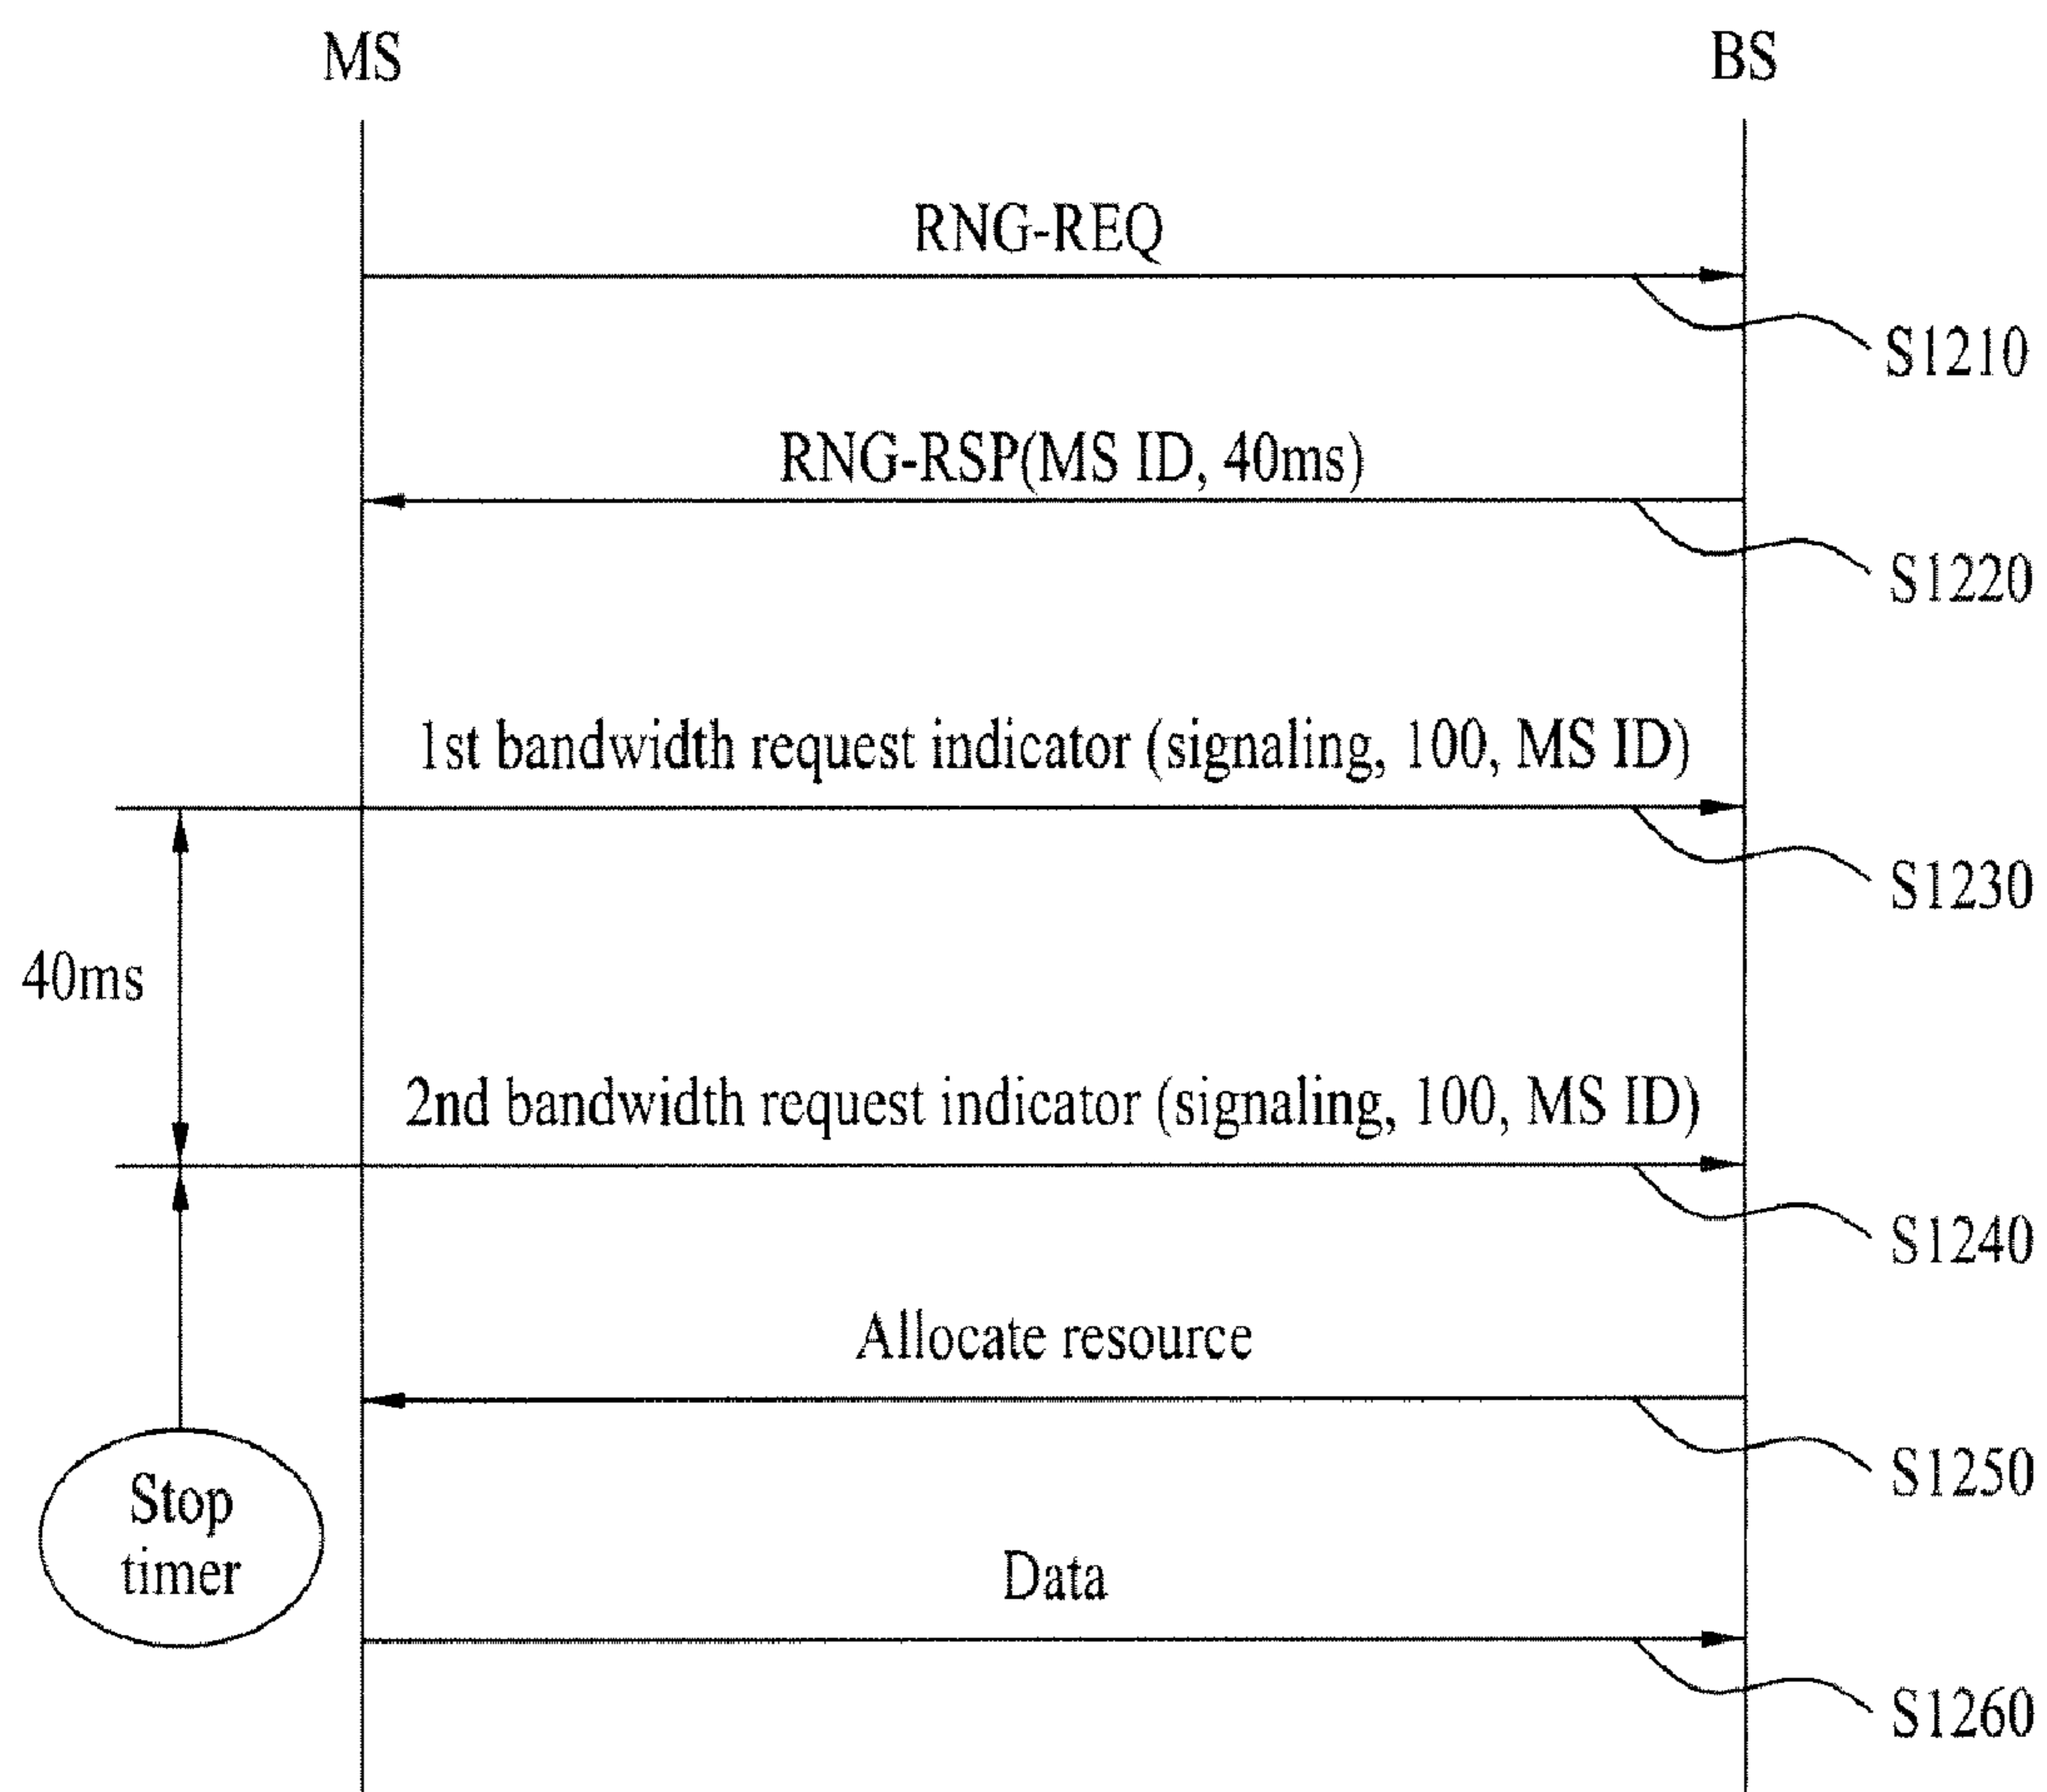 MS
BS
RNG-REQ
S1210
RNG-RSP(MS ID, 40ms)
S1220
1st bandwidth request indicator (signaling, 100, MS ID)
S1230
40ms
2nd bandwidth request indicator (signaling, 100, MS ID)
S1240
Allocate resource
S1250
Stop
timer
Data
S1260